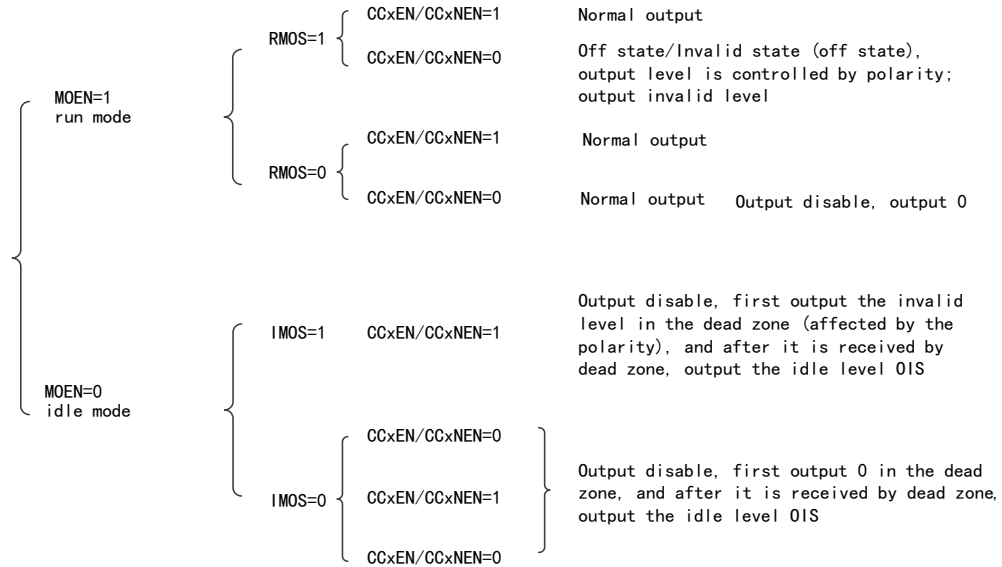 CCxEN/CCxNEN=1 Normal output
RMOS=1
CCxEN/CCxNEN=0 Off state/Invalid state (off state),
output level is controlled by polarity;
output invalid level
MOEN=1
run mode
CCxEN/CCxNEN=1 Normal output
RMOS=0
CCxEN/CCxNEN=0 Normal output Output disable, output 0
IMOS=1 CCxEN/CCxNEN=1
Output disable, first output the invalid
level in the dead zone (affected by the
polarity), and after it is received by
dead zone, output the idle level OIS
MOEN=0
idle mode
CCxEN/CCxNEN=0
IMOS=0 CCxEN/CCxNEN=1
CCxEN/CCxNEN=0
Output disable, first output 0 in the dead
zone, and after it is received by dead zone,
output the idle level OIS